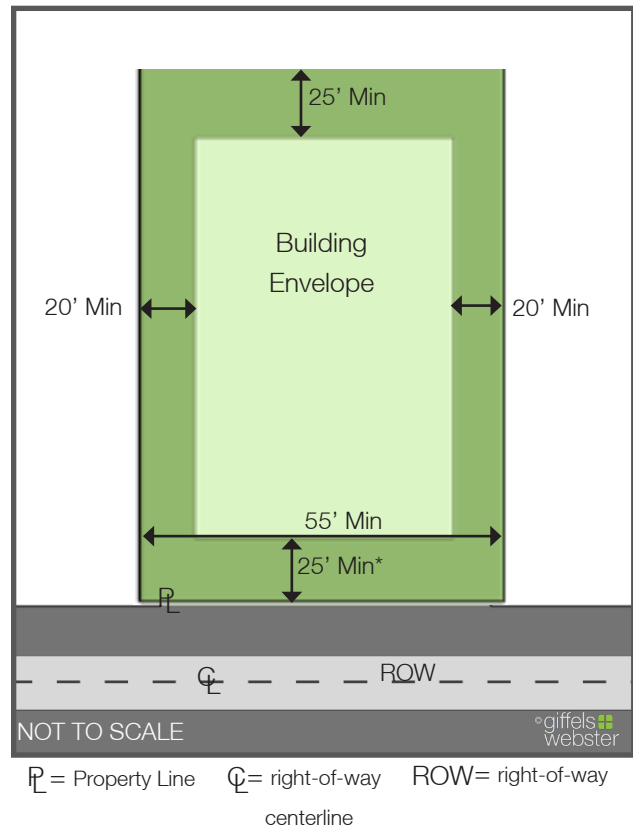 25’ Min
Building
Envelope
20’ Min
20’ Min
55’ Min
25’ Min*
PL
CL
ROW
NOT TO SCALE
giffels
webster
PL = Property Line CL= right-of-way ROW= right-of-way
centerline